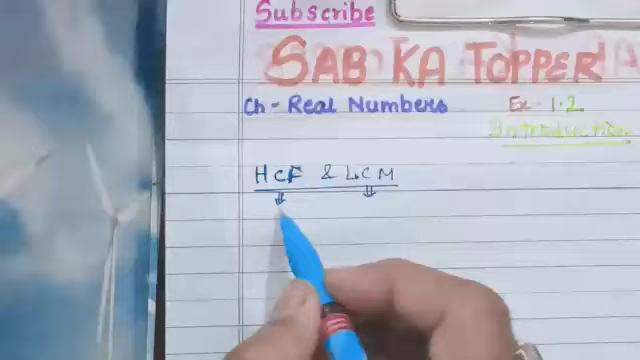 Subscribe
SAB KA TOPPER
Ch - Real Numbers Ex - 1.2
Introduction
HCF & LCM